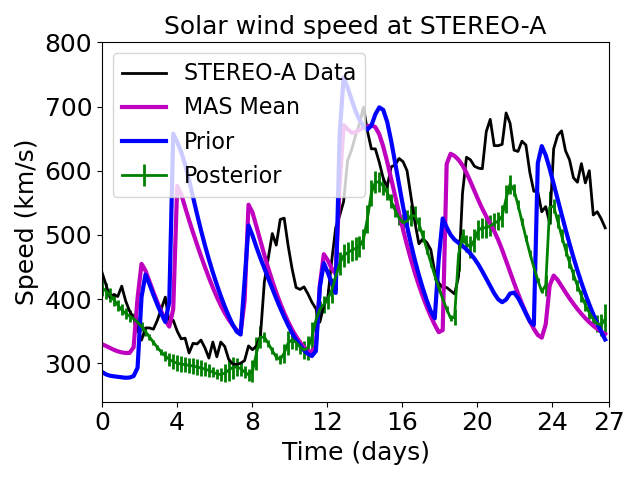 Solar wind speed at STEREO-A
800
700
600
500
400
300
Speed (km/s)
STEREO-A Data
MAS Mean
Prior
Posterior
0 4 8 12 16 20 24 27
Time (days)